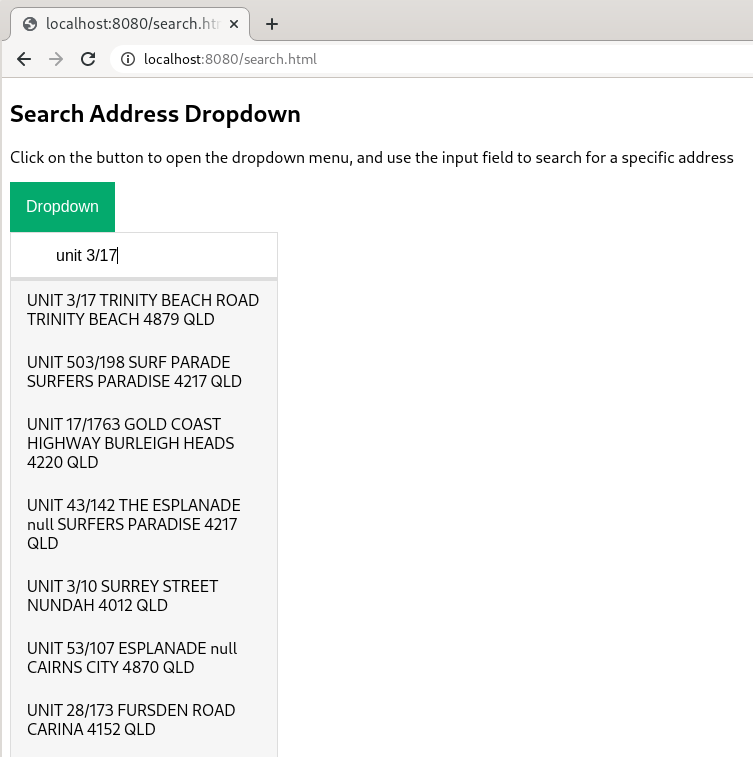 localhost:8080/search.ht
localhost:8080/search.html
Search Address Dropdown
Click on the button to open the dropdown menu, and use the input field to search for a specific address
Dropdown
unit 3/17
UNIT 3/17 TRINITY BEACH ROAD
TRINITY BEACH 4879 QLD
UNIT 503/198 SURF PARADE
SURFERS PARADISE 4217 QLD
UNIT 17/1763 GOLD COAST
HIGHWAY BURLEIGH HEADS
4220 QLD
UNIT 43/142 THE ESPLANADE
null SURFERS PARADISE 4217
QLD
UNIT 3/10 SURREY STREET
NUNDAH 4012 QLD
UNIT 53/107 ESPLANADE null
CAIRNS CITY 4870 QLD
UNIT 28/173 FURSDEN ROAD
CARINA 4152 QLD